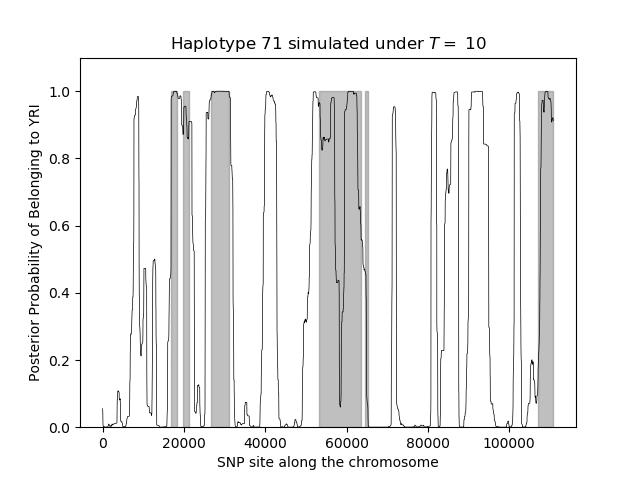 Haplotype 71 simulated under T = 10
Posterior Probability of Belonging to YRI
1.0
0.8
0.6
0.4
0.2
0.0
0 20000 40000 60000 80000 100000
SNP site along the chromosome